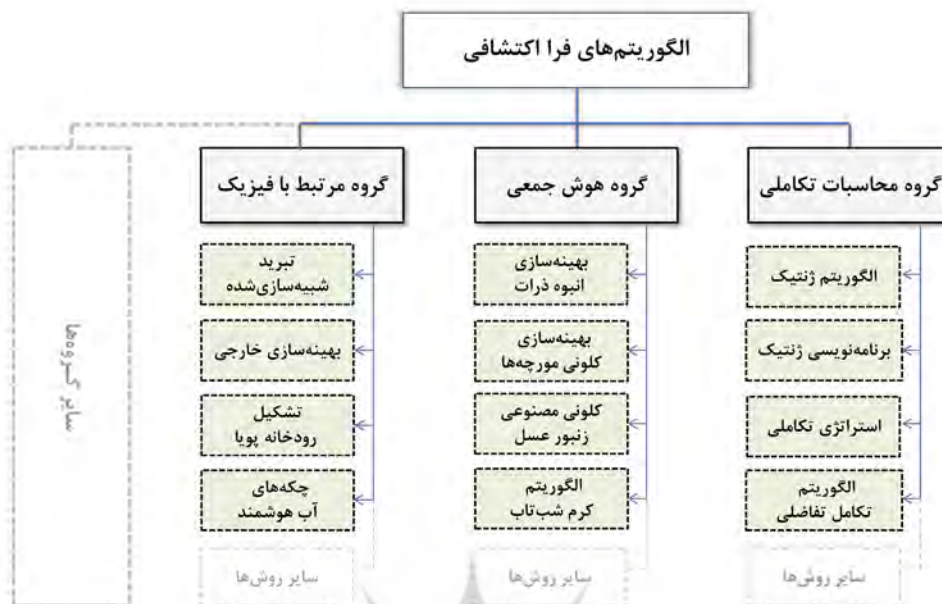 الگوریتم‌های فرا اکتشافی
گروه محاسبات تکاملی
الگوریتم ژنتیک
برنامه‌نویسی ژنتیک
استراتژی تکاملی
الگوریتم
تکامل تفاضلی
سایر روش‌ها
گروه هوش جمعی
بهینه‌سازی
انبوه ذرات
بهینه‌سازی
کلونی مورچه‌ها
کلونی مصنوعی
زنبور عسل
الگوریتم
کرم شب‌تاب
سایر روش‌ها
گروه مرتبط با فیزیک
تبرید
شبیه‌سازی‌شده
بهینه‌سازی خارجی
تشکیل
رودخانه پویا
چکه‌های
آب هوشمند
سایر روش‌ها
سایر گروه‌ها